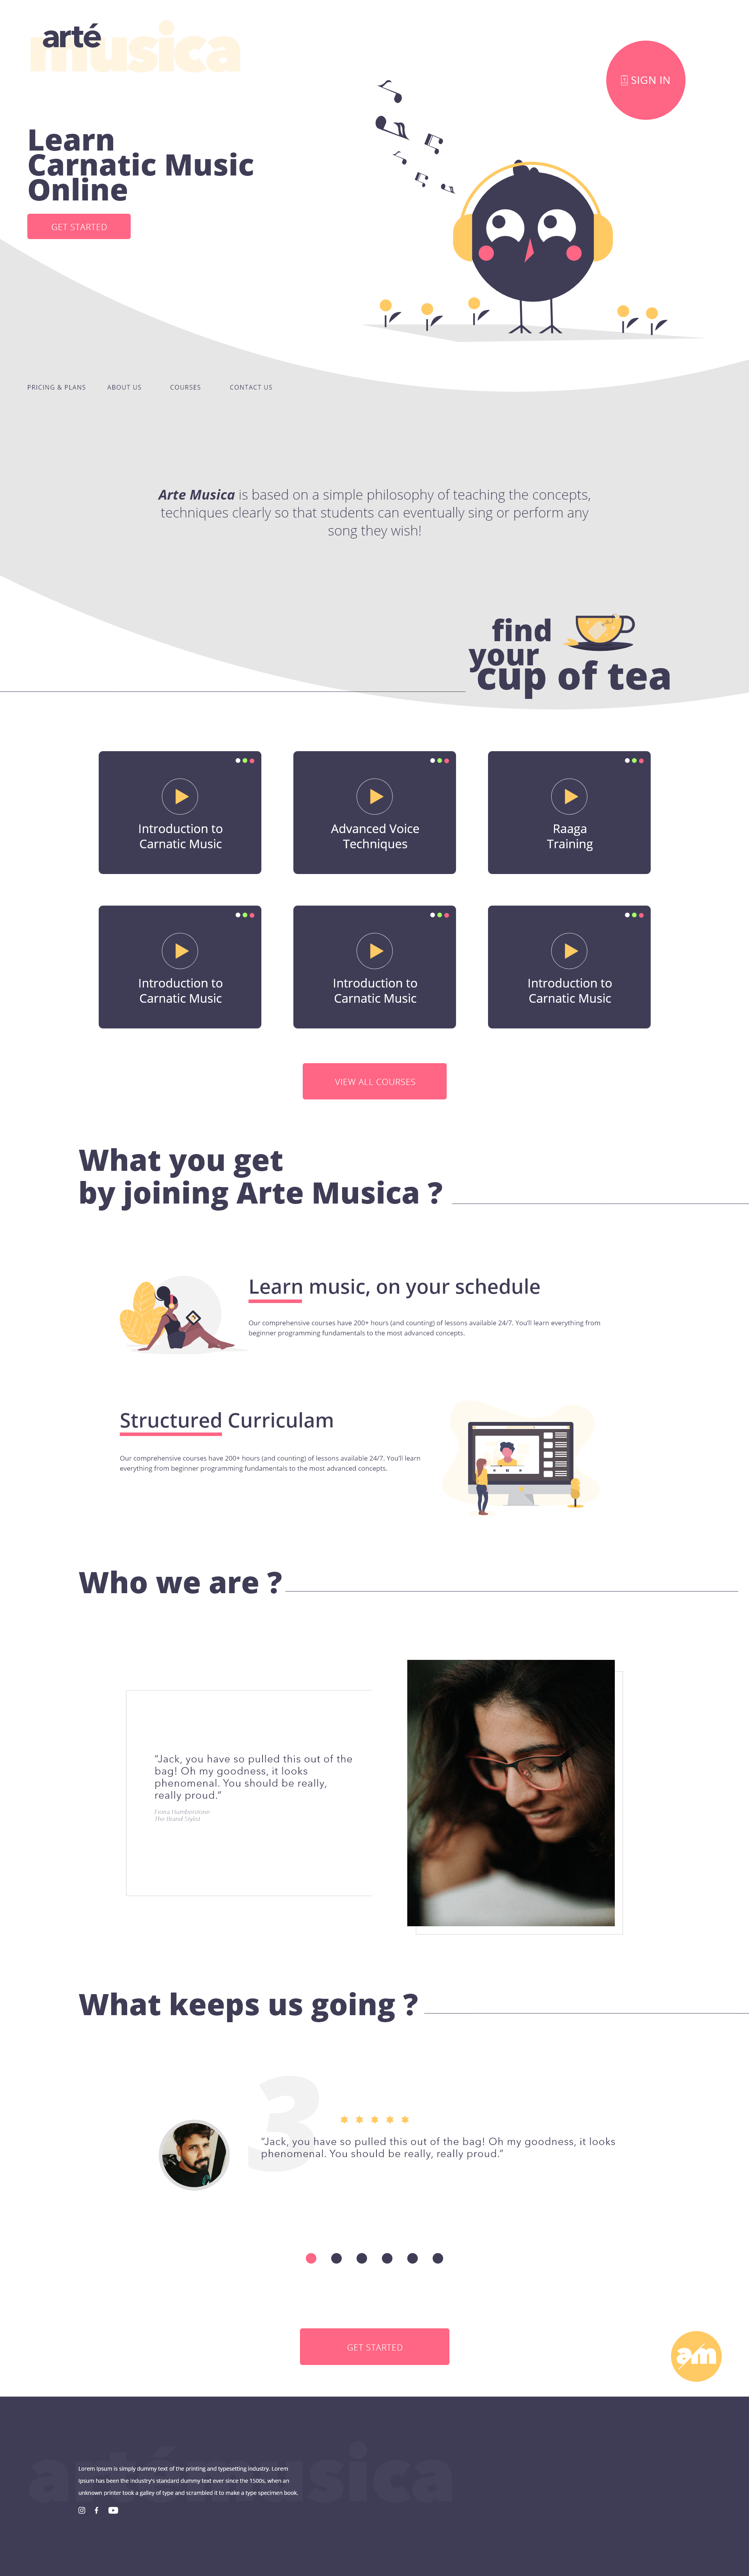 arté
musica
SIGN IN
Learn
Carnatic Music
Online
GET STARTED
PRICING & PLANS ABOUT US COURSES CONTACT US
Arte Musica is based on a simple philosophy of teaching the concepts,
techniques clearly so that students can eventually sing or perform any
song they wish!
find
your
cup of tea
Introduction to
Carnatic Music
Advanced Voice
Techniques
Raaga
Training
Introduction to
Carnatic Music
Introduction to
Carnatic Music
Introduction to
Carnatic Music
VIEW ALL COURSES
What you get
by joining Arte Musica ?
Learn music, on your schedule
Our comprehensive courses have 200+ hours (and counting) of lessons available 24/7. You'll learn everything from
beginner programming fundamentals to the most advanced concepts.
Structured Curriculam
Our comprehensive courses have 200+ hours (and counting) of lessons available 24/7. You'll learn
everything from beginner programming fundamentals to the most advanced concepts.
Who we are ?
"Jack, you have so pulled this out of the
bag! Oh my goodness, it looks
phenomenal. You should be really,
really proud."
Fiona Humberstone
The Brand Stylist
What keeps us going ?
3
"Jack, you have so pulled this out of the bag! Oh my goodness, it looks
phenomenal. You should be really, really proud."
GET STARTED
am
artémusica
Lorem Ipsum is simply dummy text of the printing and typesetting industry. Lorem
Ipsum has been the industry's standard dummy text ever since the 1500s, when an
unknown printer took a galley of type and scrambled it to make a type specimen book.